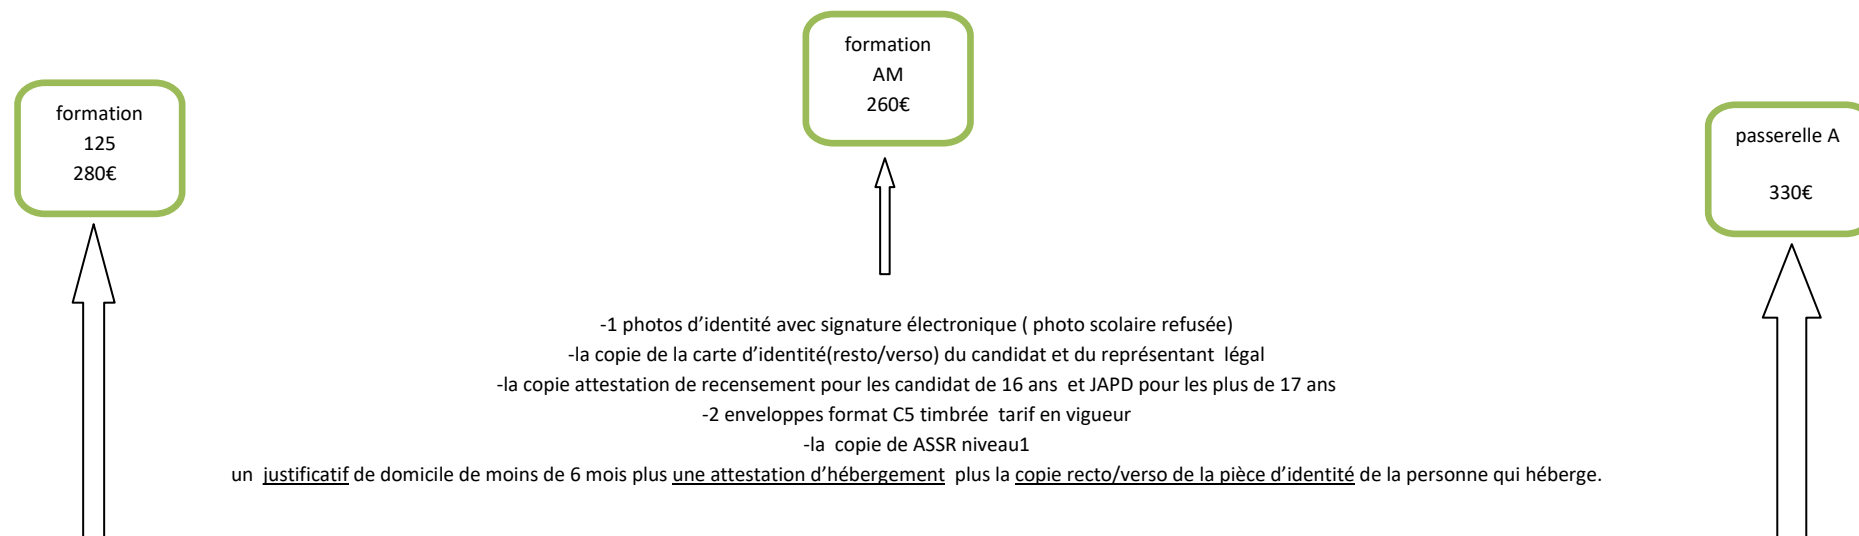 formation
AM
260€
formation
125
280€
passerelle A
330€
-1 photos d’identité avec signature électronique ( photo scolaire refusée)
-la copie de la carte d’identité(resto/verso) du candidat et du représentant légal
-la copie attestation de recensement pour les candidat de 16 ans et JAPD pour les plus de 17 ans
-2 enveloppes format C5 timbrée tarif en vigueur
-la copie de ASSR niveau1
un justificatif de domicile de moins de 6 mois plus une attestation d’hébergement plus la copie recto/verso de la pièce d’identité de la personne qui héberge.